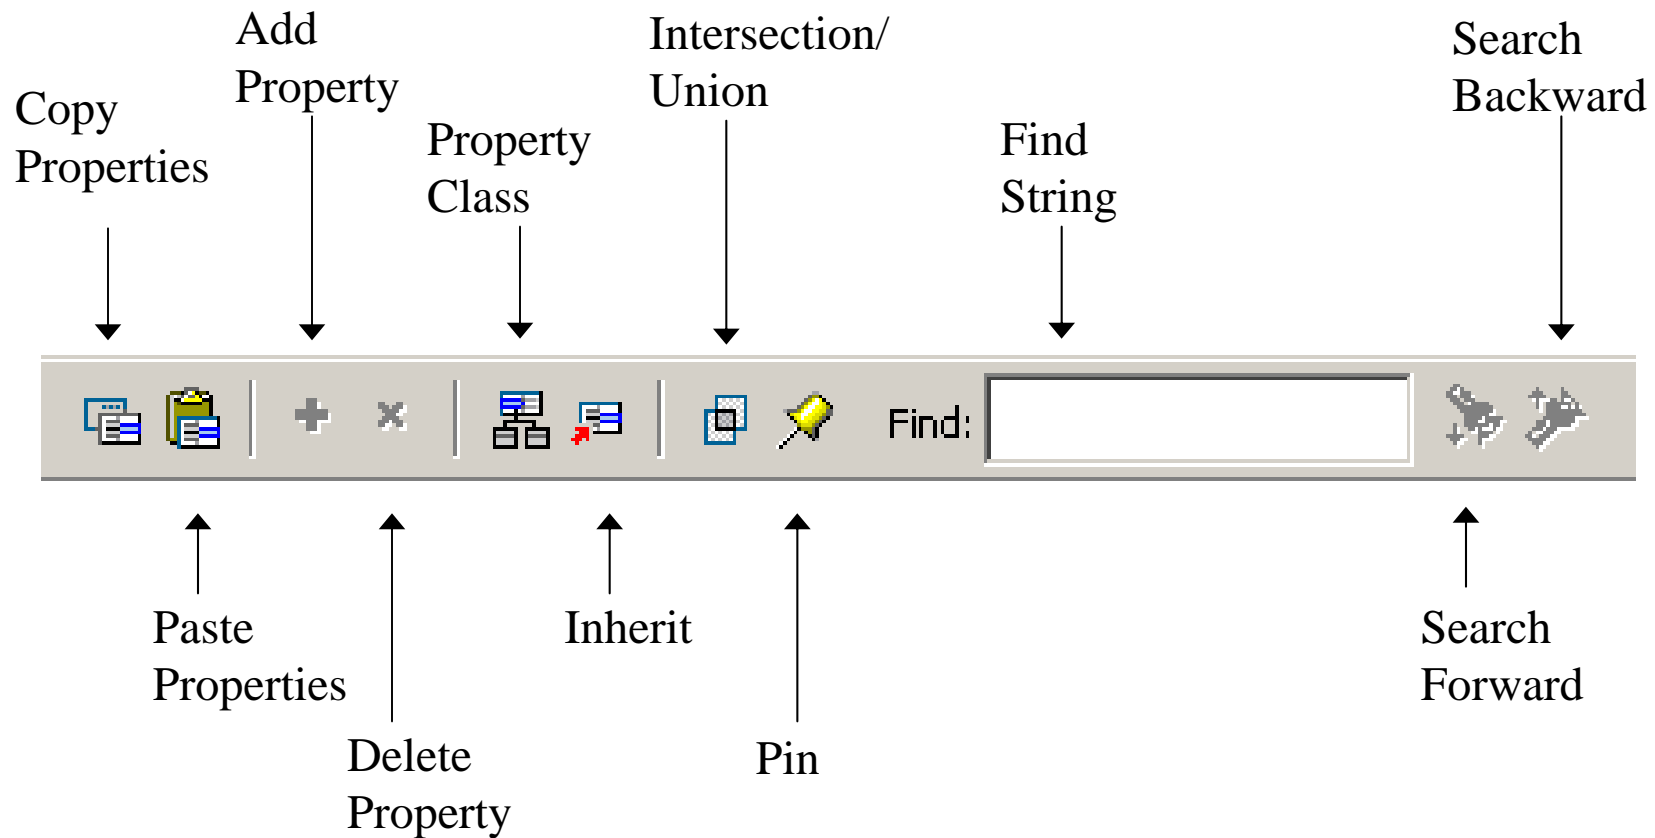 Add
Property
Intersection/
Union
Search
Backward
Copy
Properties
Property
Class
Find
String
Find:
Paste
Properties
Inherit
Search
Forward
Delete
Property
Pin